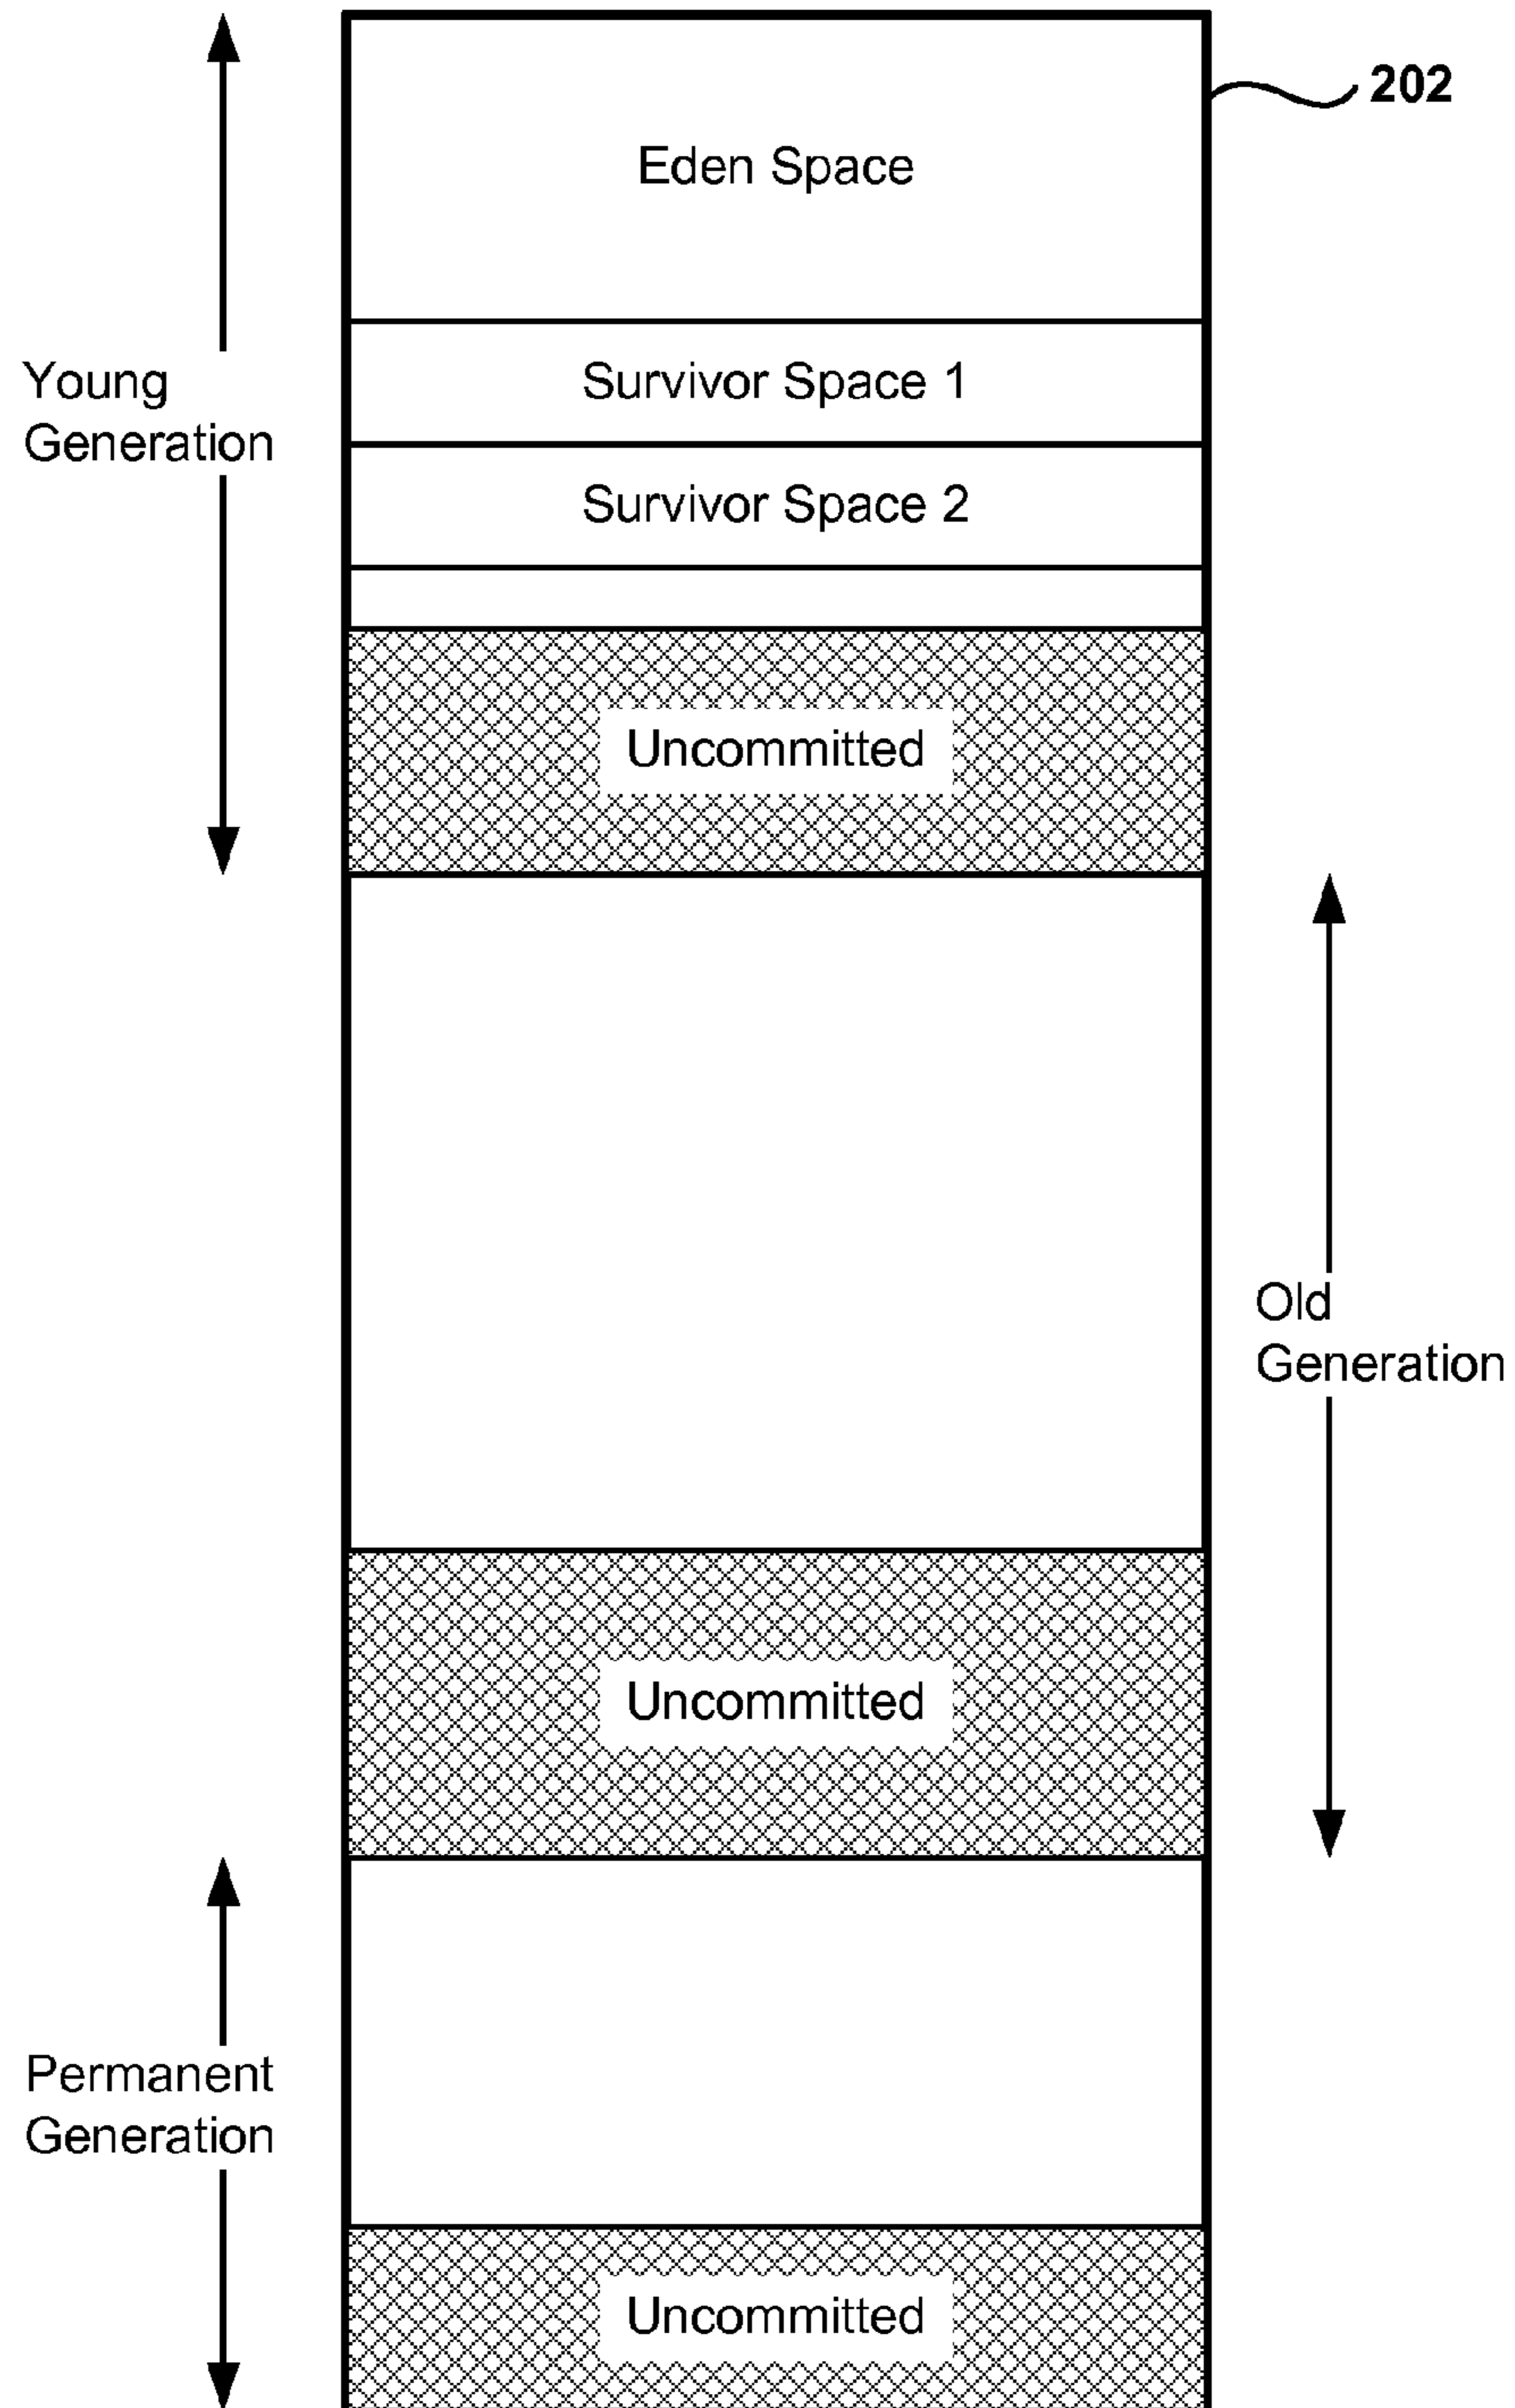 202
Eden Space
Young
Generation
Survivor Space 1
Survivor Space 2
Uncommitted
Old
Generation
Uncommitted
Permanent
Generation
Uncommitted